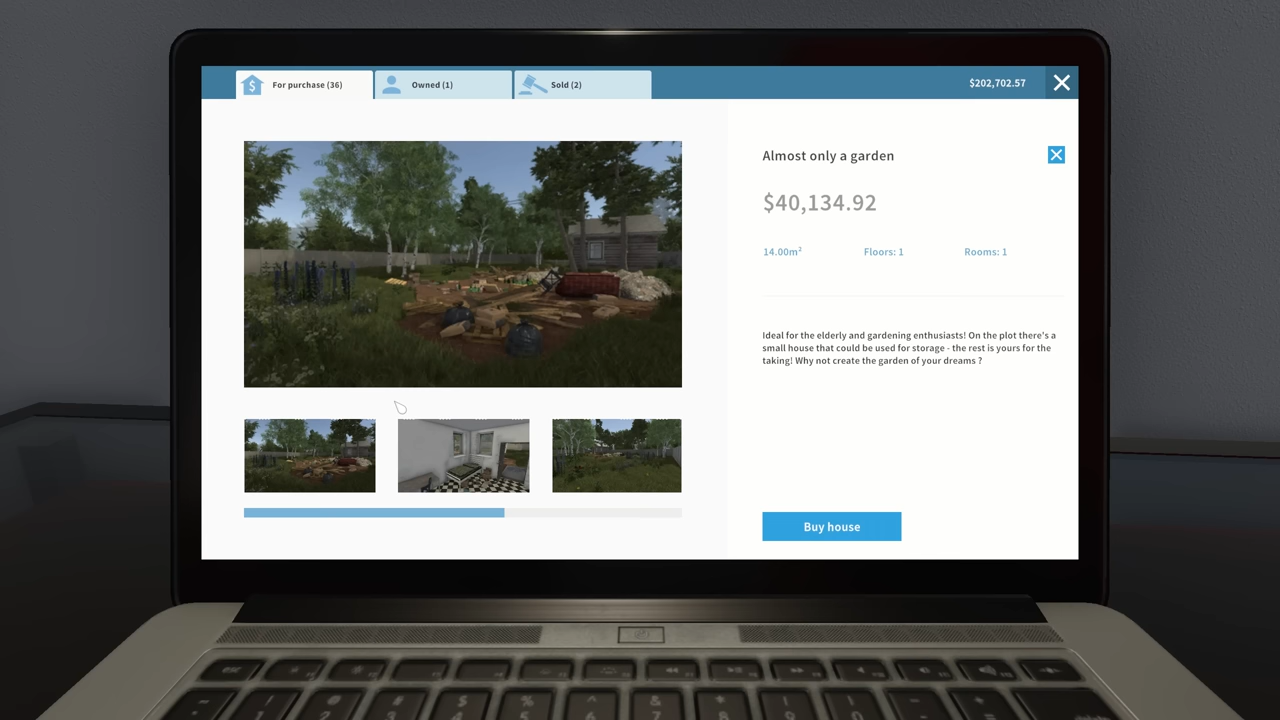 For purchase (36)
Owned (1)
Sold (2)
$202,702.57
Almost only a garden
$40,134.92
14.00m²
Floors: 1
Rooms: 1
Ideal for the elderly and gardening enthusiasts! On the plot there's a
small house that could be used for storage - the rest is yours for the
taking! Why not create the garden of your dreams ?
Buy house
esc
$ % ^ & * ( )